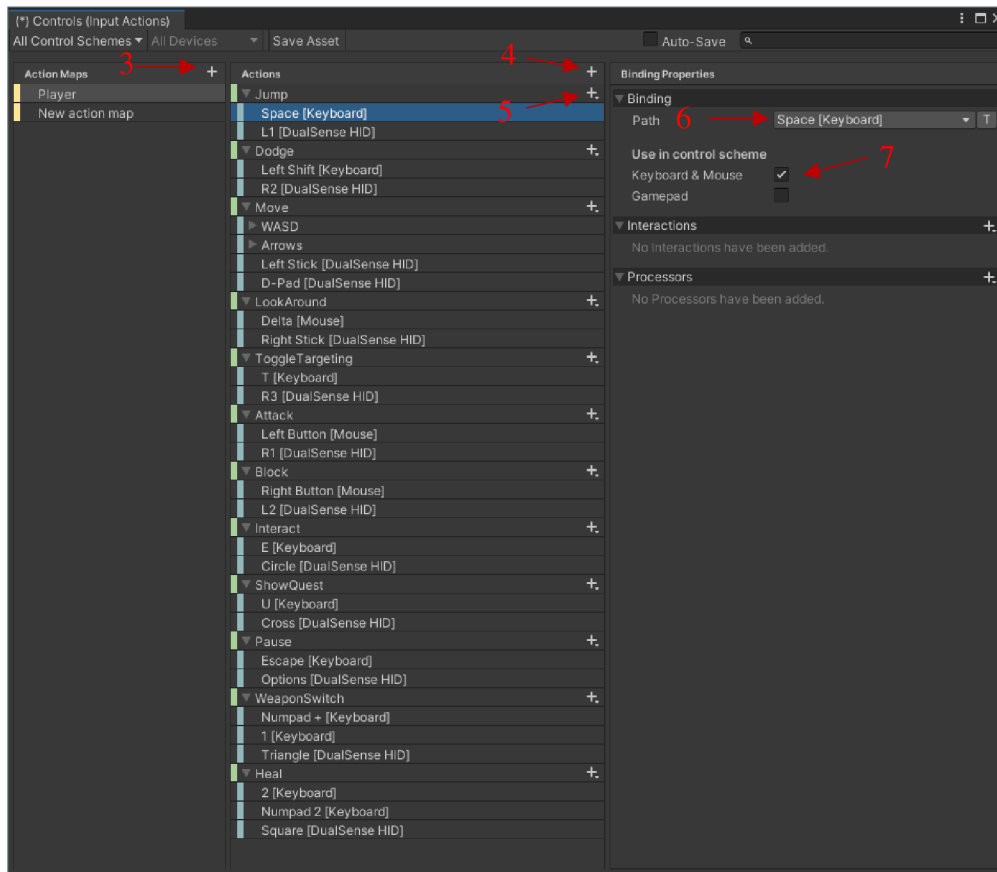 (*) Controls (Input Actions)
All Control Schemes All Devices Save Asset Auto-Save
Action Maps 3 +
Player
New action map
Actions 4 +
Jump 5 +
Space [Keyboard]
L1 [DualSense HID]
Dodge +
Left Shift [Keyboard]
R2 [DualSense HID]
Move +
WASD
Arrows
Left Stick [DualSense HID]
D-Pad [DualSense HID]
LookAround +
Delta [Mouse]
Right Stick [DualSense HID]
ToggleTargeting +
T [Keyboard]
R3 [DualSense HID]
Attack +
Left Button [Mouse]
R1 [DualSense HID]
Block +
Right Button [Mouse]
L2 [DualSense HID]
Interact +
E [Keyboard]
Circle [DualSense HID]
ShowQuest +
U [Keyboard]
Cross [DualSense HID]
Pause +
Escape [Keyboard]
Options [DualSense HID]
WeaponSwitch +
Numpad + [Keyboard]
1 [Keyboard]
Triangle [DualSense HID]
Heal +
2 [Keyboard]
Numpad 2 [Keyboard]
Square [DualSense HID]
Binding Properties
Binding
Path 6 Space [Keyboard] T
Use in control scheme 7
Keyboard & Mouse
Gamepad
Interactions +
No Interactions have been added.
Processors +
No Processors have been added.